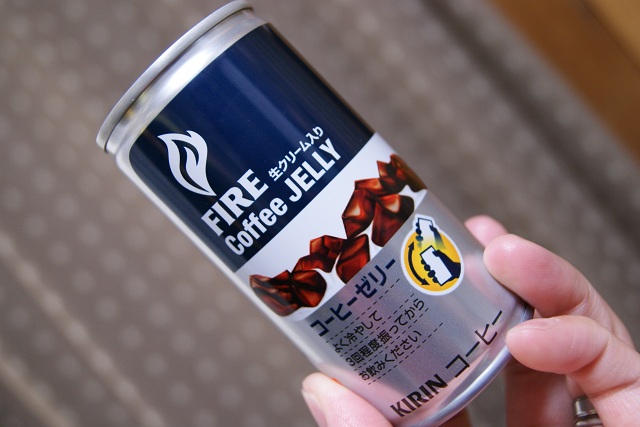 FIRE 生クリーム入り
Coffee JELLY
コーヒーゼリー
よく冷やして
3回程度振ってから
お飲みください
KIRIN コーヒー